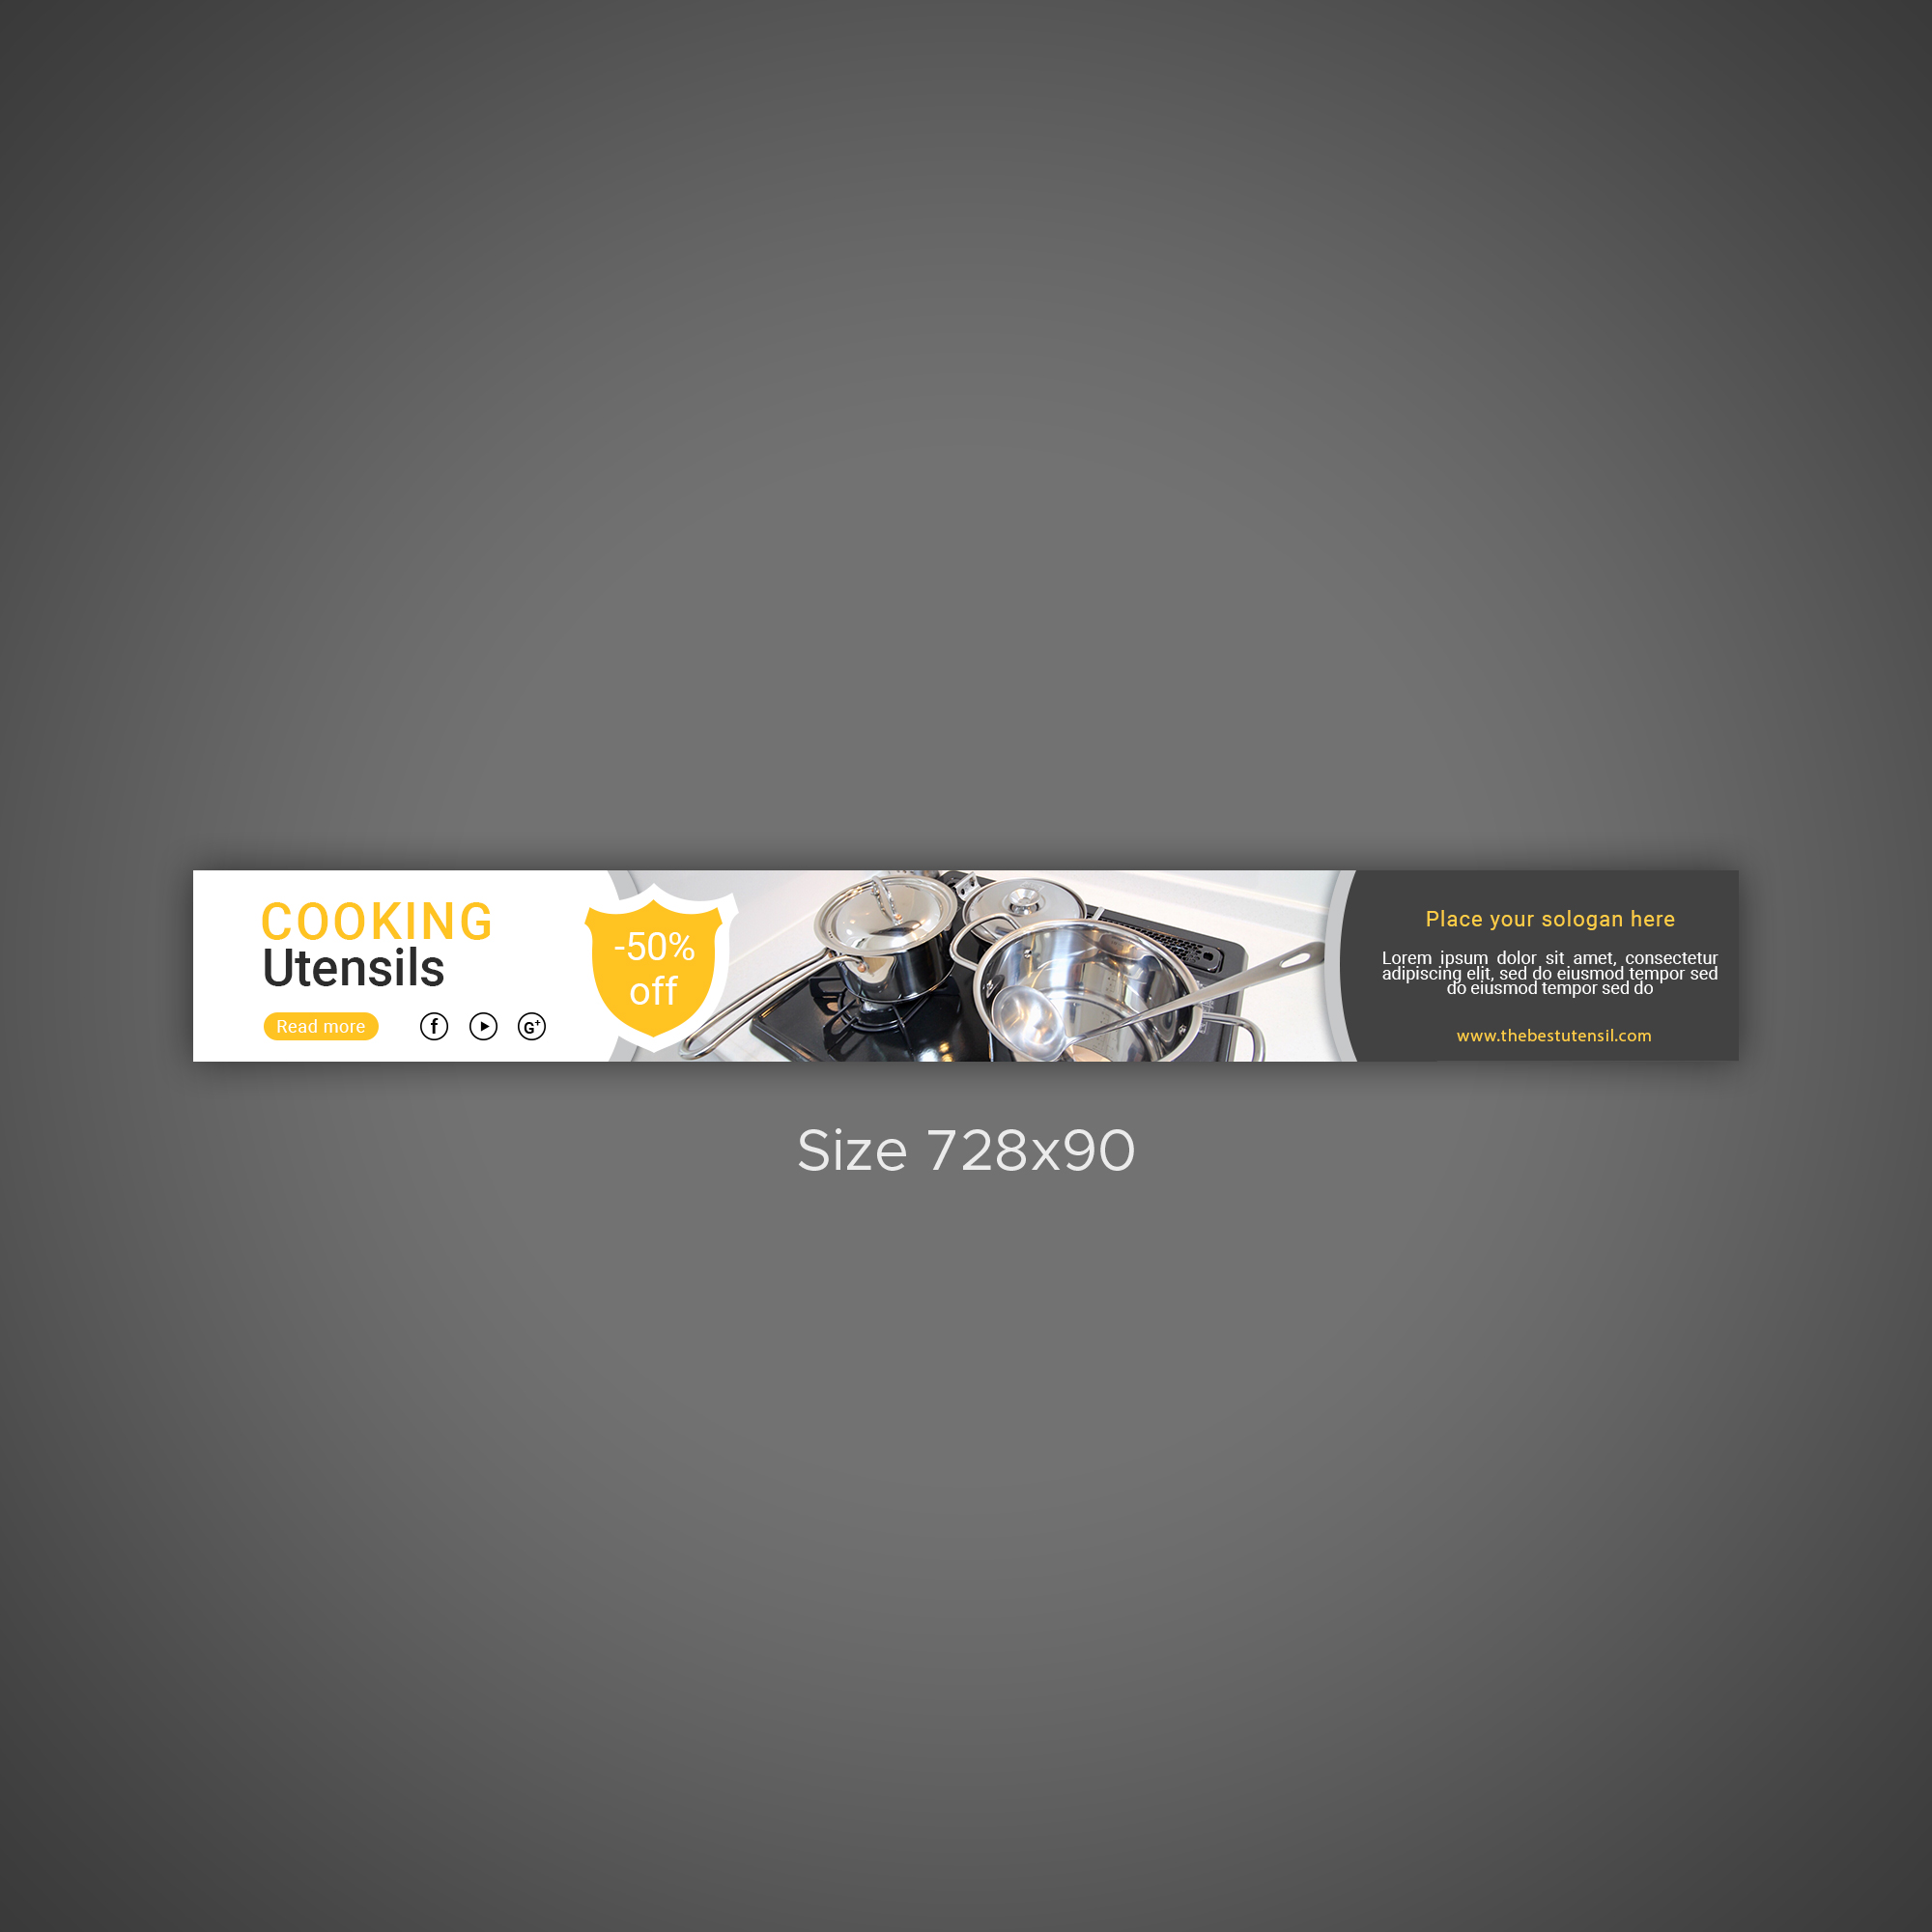 COOKING
Utensils
Read more
f
G+
-50%
off
Place your sologan here
Lorem ipsum dolor sit amet, consectetur
adipiscing elit, sed do eiusmod tempor sed
do eiusmod tempor sed do
www.thebestutensil.com
Size 728x90